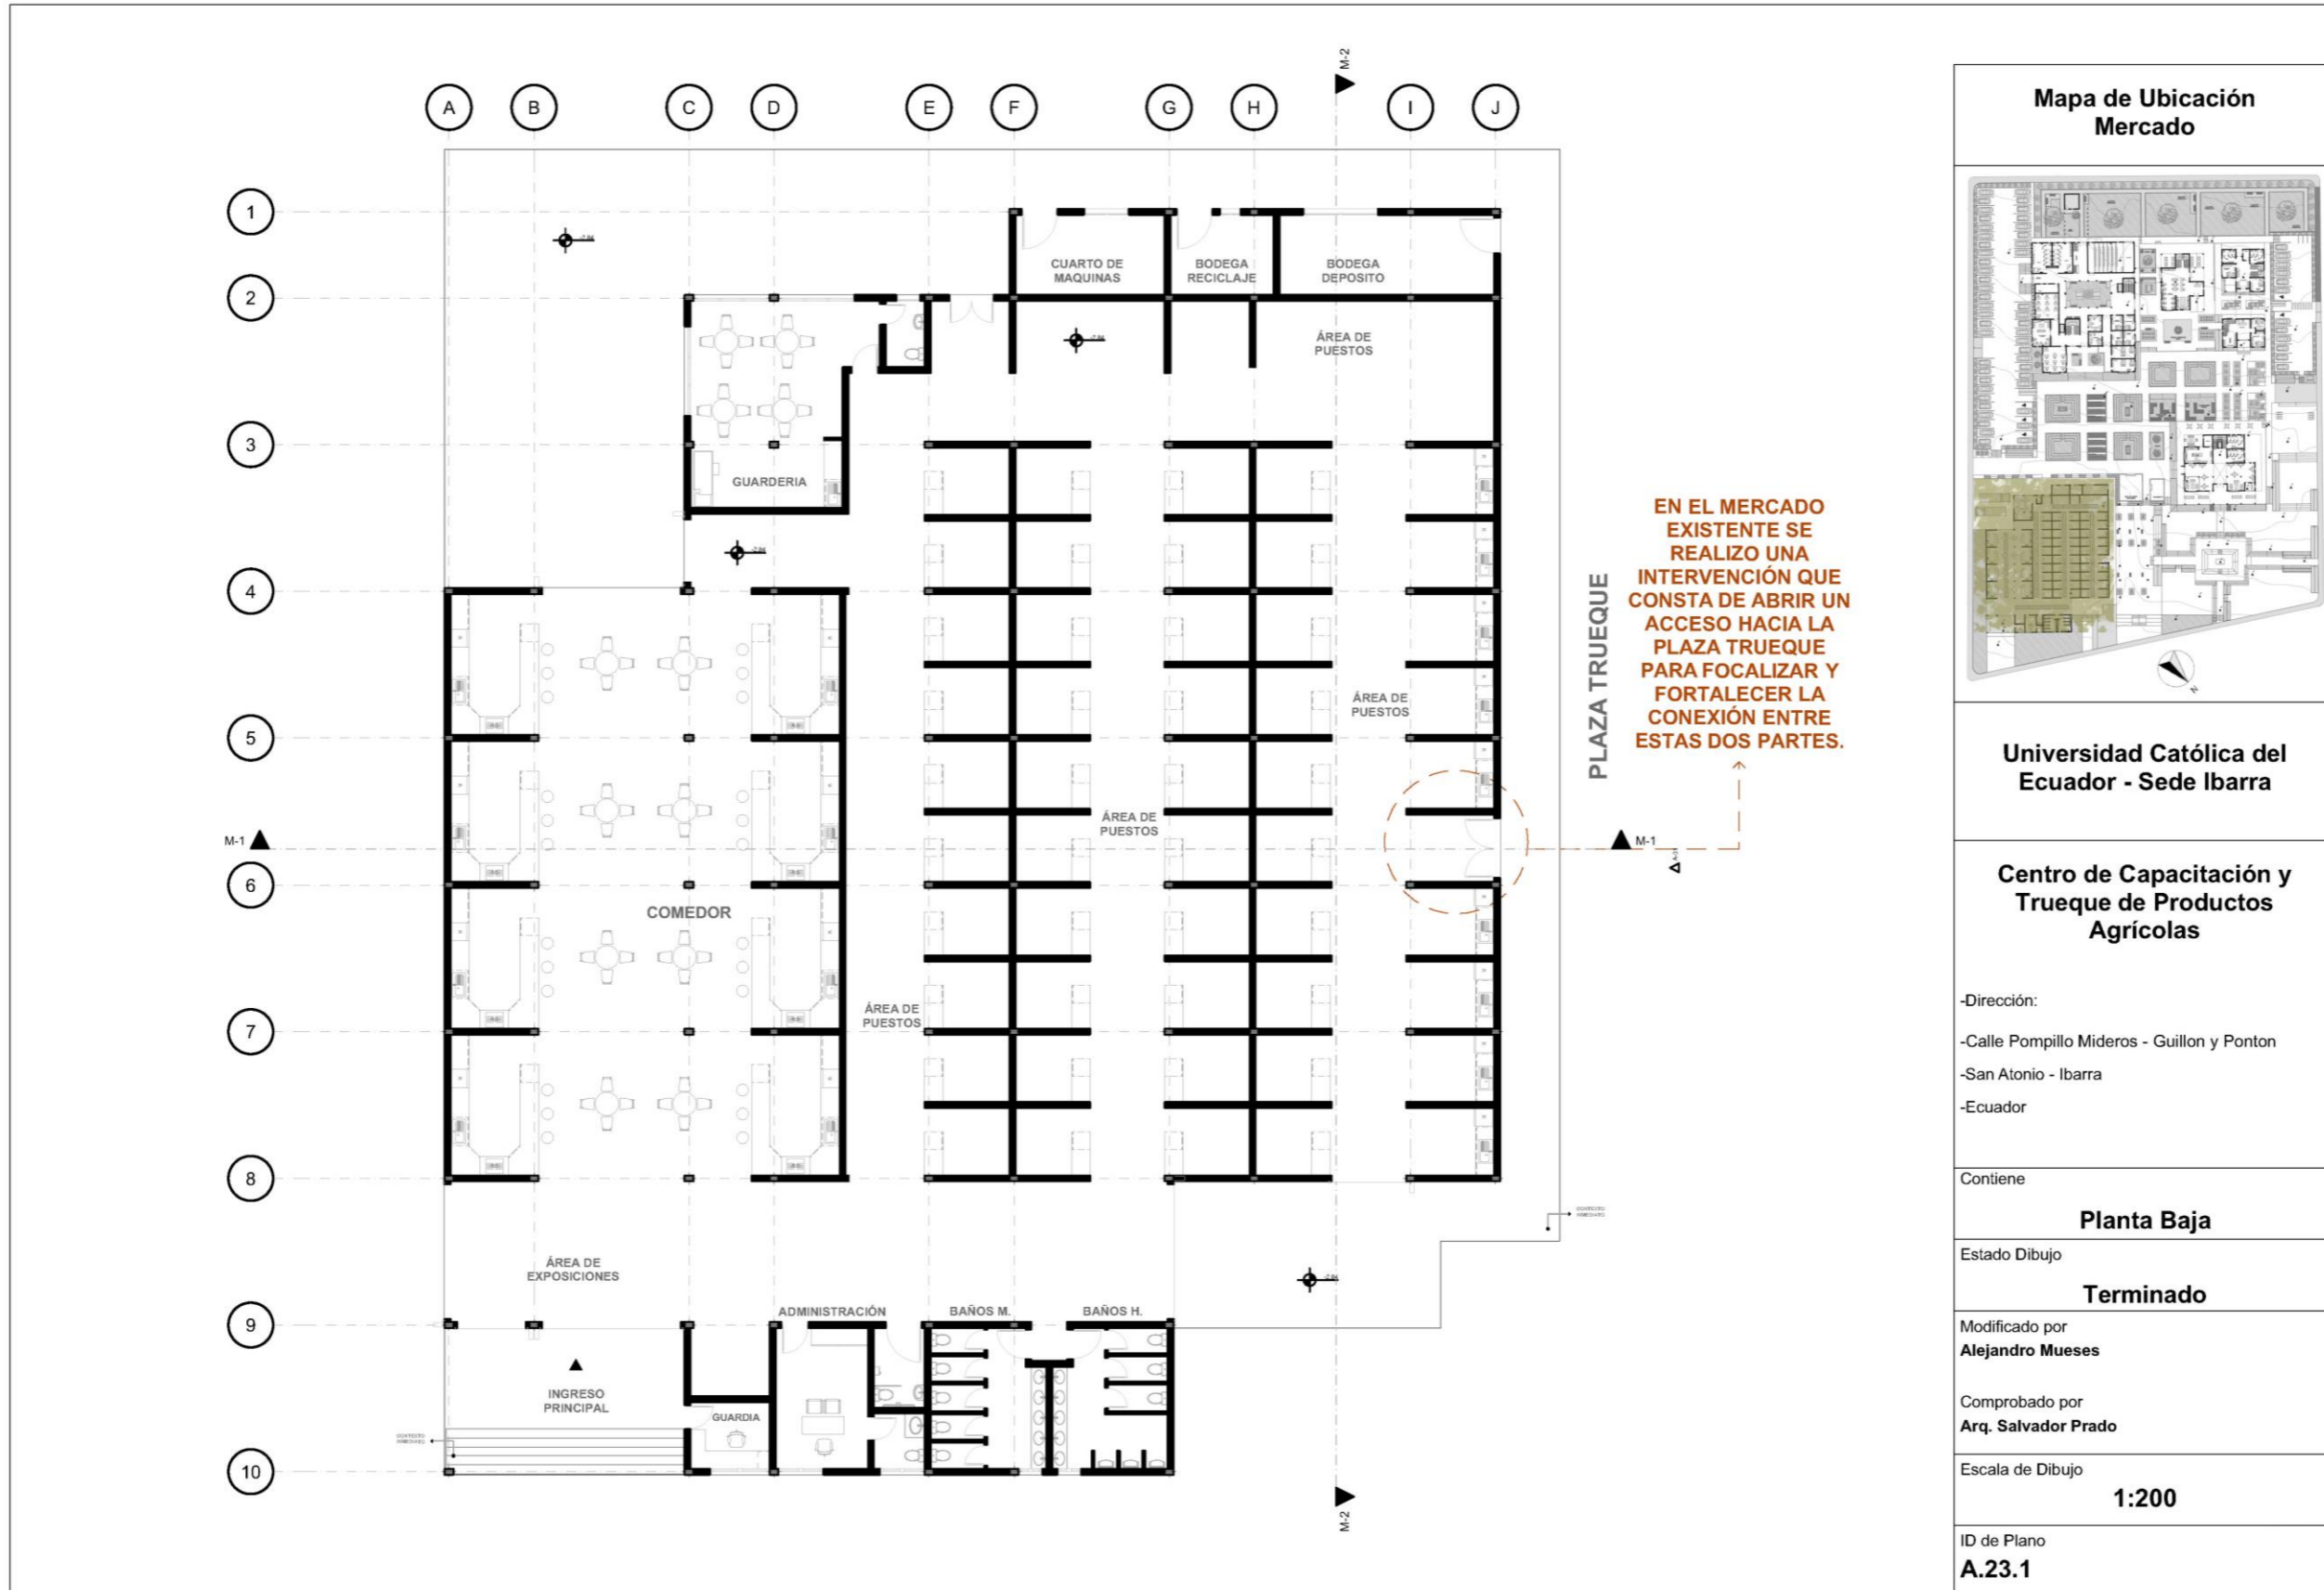 M-2
A
B
C
D
E
F
G
H
I
J
1
2
3
4
5
6
7
8
9
10
CUARTO DE
MAQUINAS
BODEGA
RECICLAJE
BODEGA
DEPOSITO
ÁREA DE
PUESTOS
GUARDERIA
ÁREA DE
PUESTOS
ÁREA DE
PUESTOS
ÁREA DE
PUESTOS
COMEDOR
M-1
M-1
PLAZA TRUEQUE
EN EL MERCADO
EXISTENTE SE
REALIZO UNA
INTERVENCIÓN QUE
CONSTA DE ABRIR UN
ACCESO HACIA LA
PLAZA TRUEQUE
PARA FOCALIZAR Y
FORTALECER LA
CONEXIÓN ENTRE
ESTAS DOS PARTES.
ÁREA DE
EXPOSICIONES
ADMINISTRACIÓN
BAÑOS M.
BAÑOS H.
INGRESO
PRINCIPAL
GUARDIA
CONTEXTO
INMEDIATO
CONTEXTO
INMEDIATO
M-2
Mapa de Ubicación
Mercado
N
Universidad Católica del
Ecuador - Sede Ibarra
Centro de Capacitación y
Trueque de Productos
Agrícolas
-Dirección:
-Calle Pompillo Mideros - Guillon y Ponton
-San Atonio - Ibarra
-Ecuador
Contiene
Planta Baja
Estado Dibujo
Terminado
Modificado por
Alejandro Mueses
Comprobado por
Arq. Salvador Prado
Escala de Dibujo
1:200
ID de Plano
A.23.1